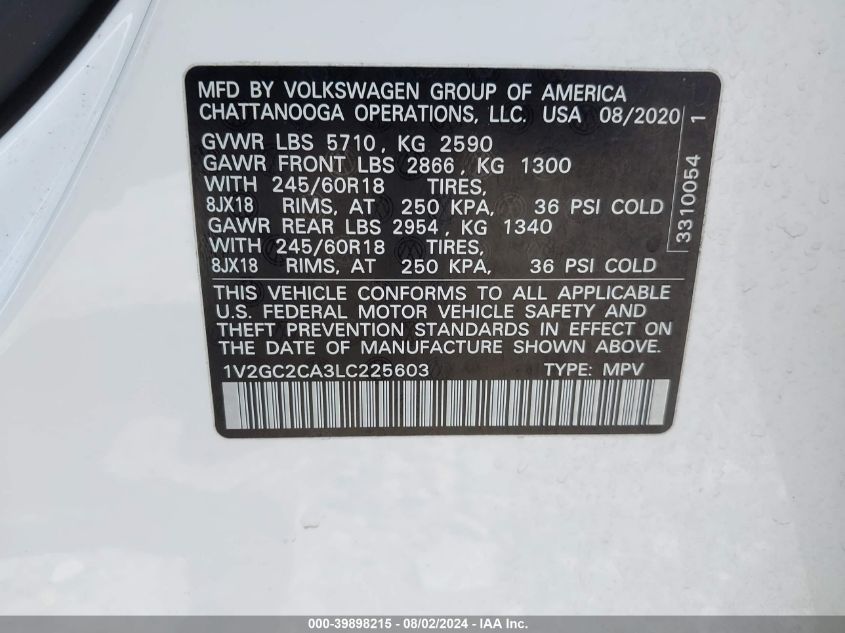 MFD BY VOLKSWAGEN GROUP OF AMERICA
CHATTANOOGA OPERATIONS, LLC. USA 08/2020
GVWR LBS 5710, KG 2590
GAWR FRONT LBS 2866, KG 1300
WITH 245/60R18 TIRES,
8JX18 RIMS, AT 250 KPA, 36 PSI COLD
GAWR REAR LBS 2954, KG 1340
WITH 245/60R18 TIRES,
8JX18 RIMS, AT 250 KPA, 36 PSI COLD
THIS VEHICLE CONFORMS TO ALL APPLICABLE
U.S. FEDERAL MOTOR VEHICLE SAFETY AND
THEFT PREVENTION STANDARDS IN EFFECT ON
THE DATE OF MANUFACTURE SHOWN ABOVE.
1V2GC2CA3LC225603 TYPE: MPV
3310054 1
000-39898215 - 08/02/2024 - IAA Inc.